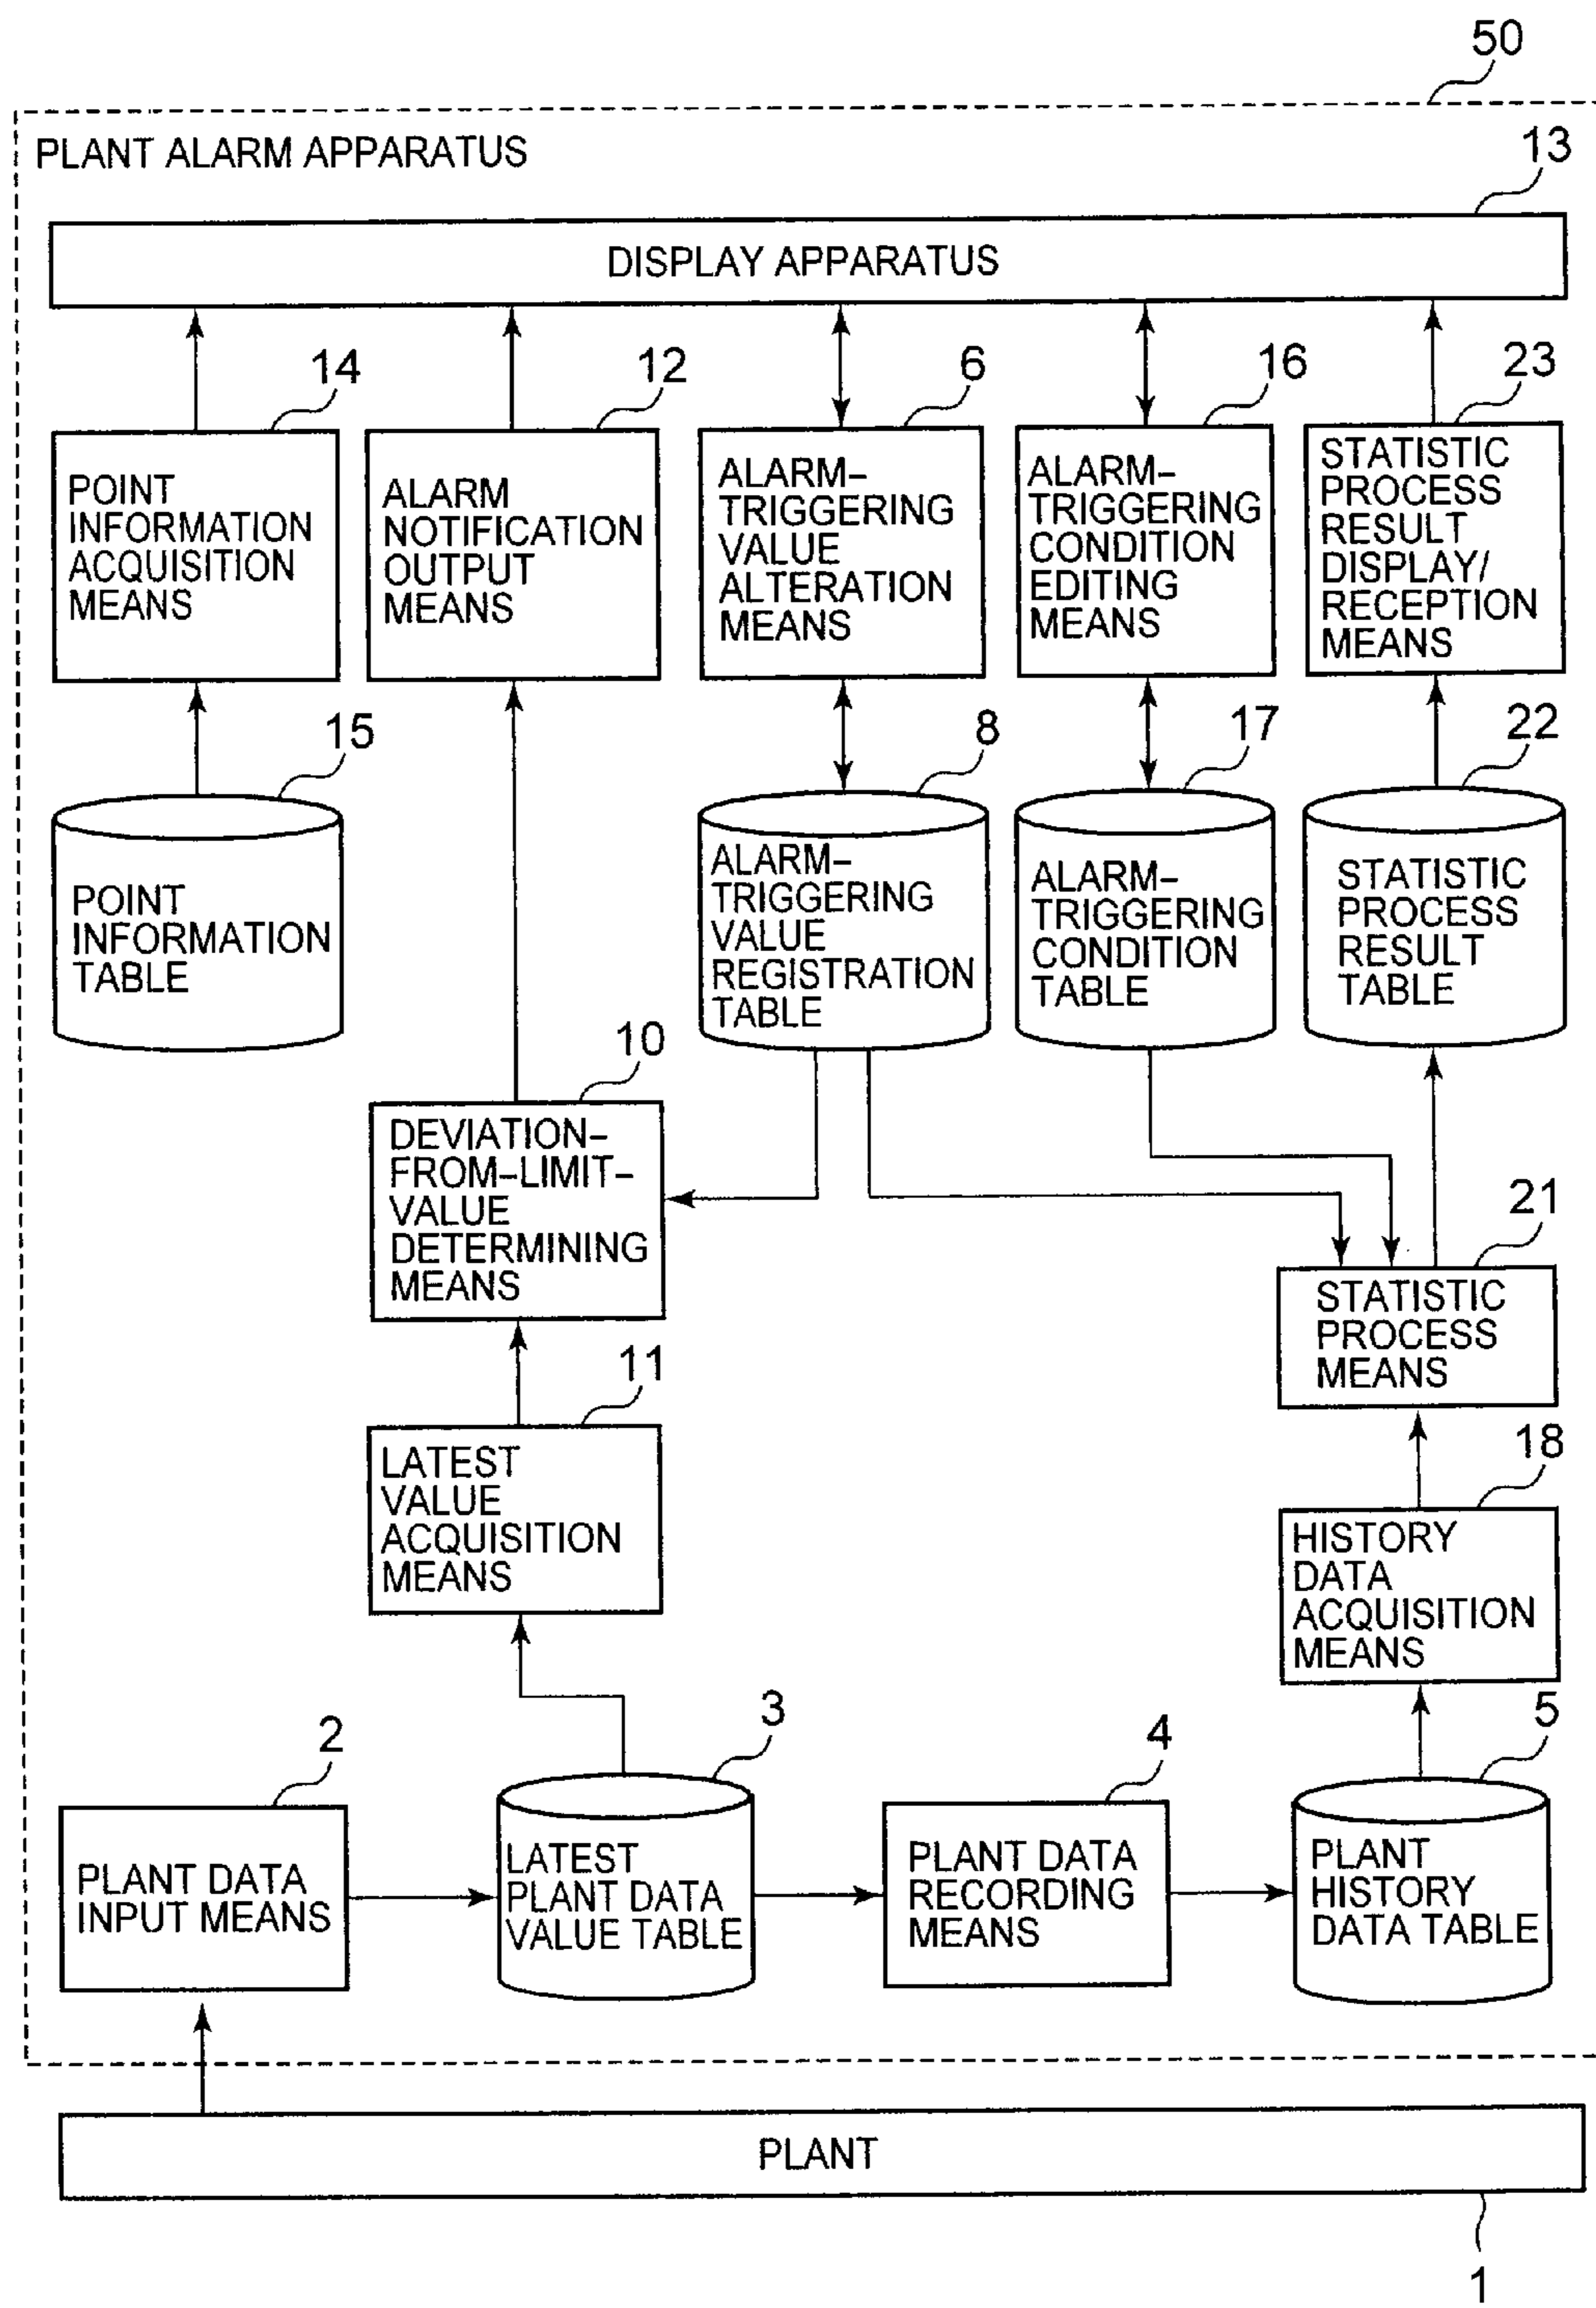 50
PLANT ALARM APPARATUS
13
DISPLAY APPARATUS
14
12
6
16
23
POINT
INFORMATION
ACQUISITION
MEANS
ALARM
NOTIFICATION
OUTPUT
MEANS
ALARM–
TRIGGERING
VALUE
ALTERATION
MEANS
ALARM–
TRIGGERING
CONDITION
EDITING
MEANS
STATISTIC
PROCESS
RESULT
DISPLAY/
RECEPTION
MEANS
15
8
17
22
POINT
INFORMATION
TABLE
ALARM–
TRIGGERING
VALUE
REGISTRATION
TABLE
ALARM–
TRIGGERING
CONDITION
TABLE
STATISTIC
PROCESS
RESULT
TABLE
10
DEVIATION–
FROM–LIMIT–
VALUE
DETERMINING
MEANS
21
STATISTIC
PROCESS
MEANS
11
LATEST
VALUE
ACQUISITION
MEANS
18
HISTORY
DATA
ACQUISITION
MEANS
2
3
4
5
PLANT DATA
INPUT MEANS
LATEST
PLANT DATA
VALUE TABLE
PLANT DATA
RECORDING
MEANS
PLANT
HISTORY
DATA TABLE
PLANT
1